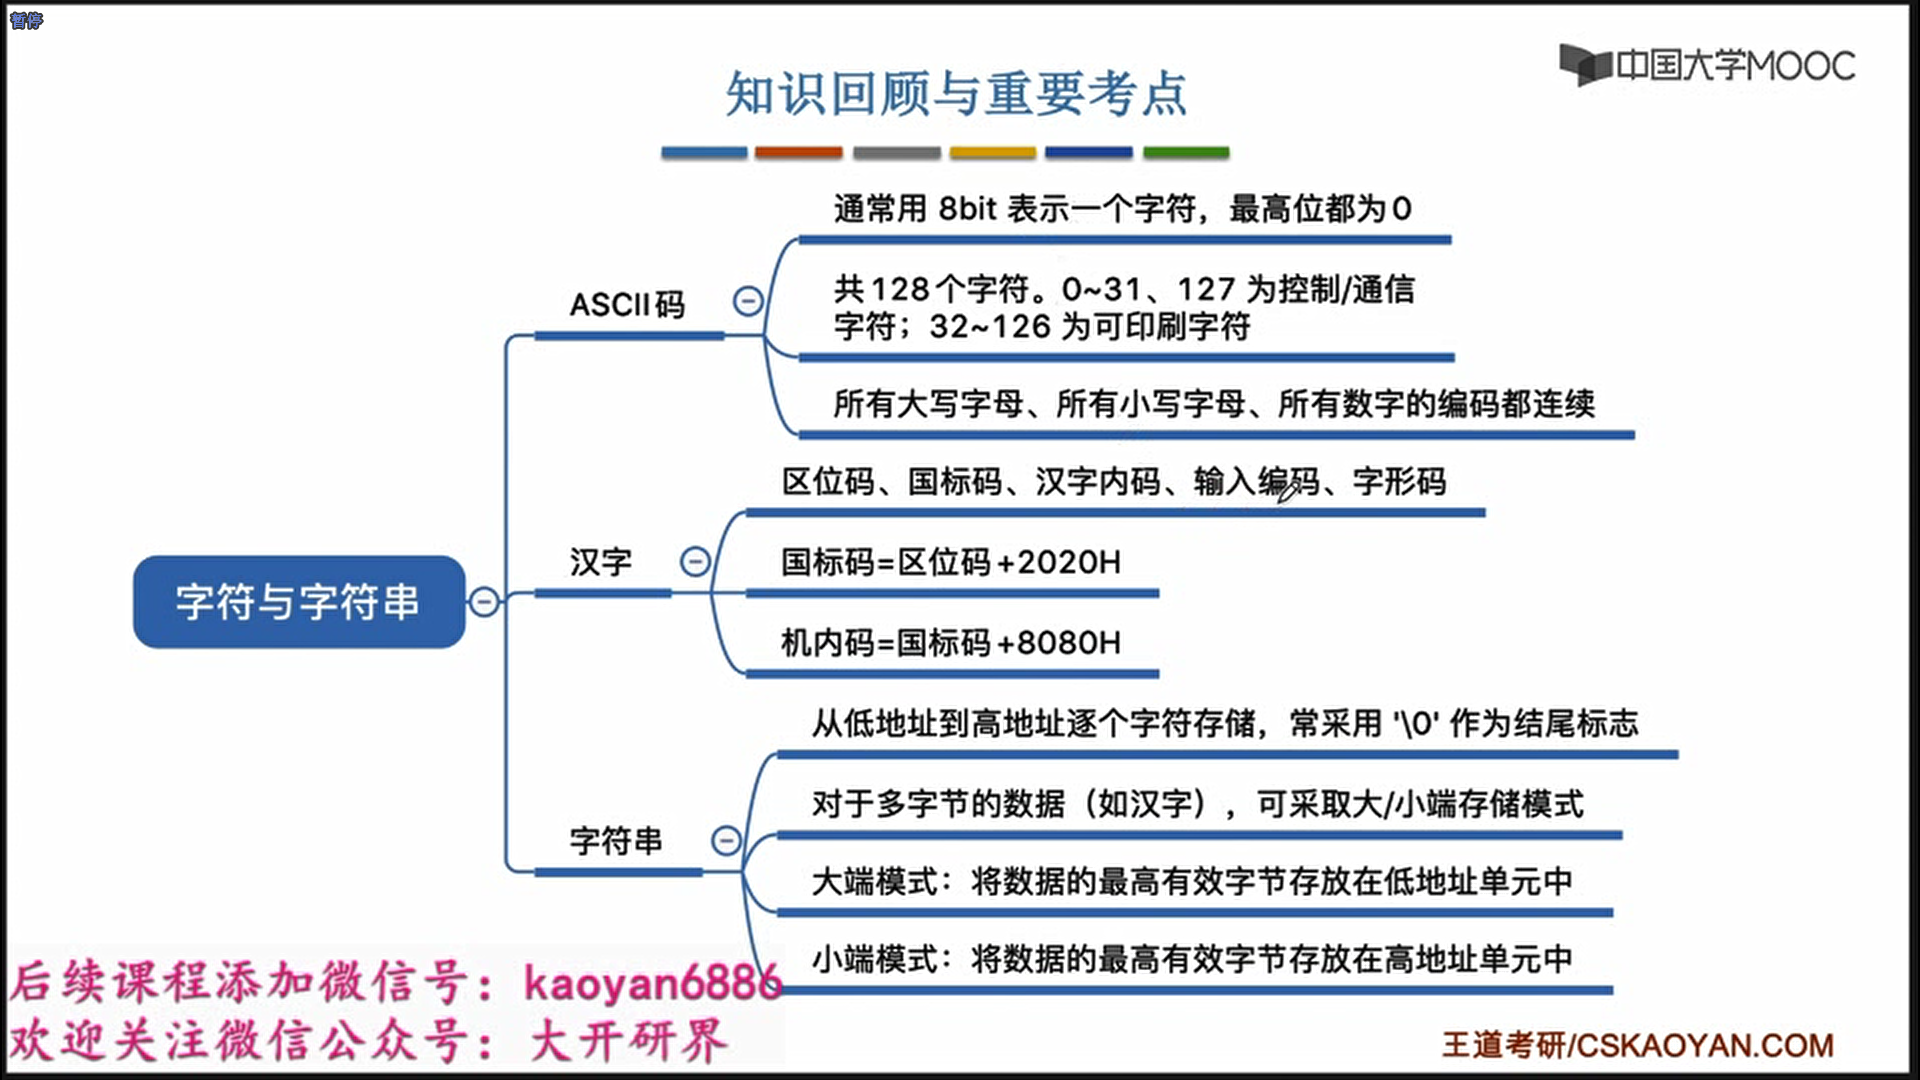 暂停
中国大学MOOC
知识回顾与重要考点
通常用 8bit 表示一个字符，最高位都为0
ASCII码
共128个字符。0~31、127 为控制/通信
字符；32~126 为可印刷字符
所有大写字母、所有小写字母、所有数字的编码都连续
区位码、国标码、汉字内码、输入编码、字形码
汉字
国标码=区位码+2020H
字符与字符串
机内码=国标码+8080H
从低地址到高地址逐个字符存储，常采用 '\0' 作为结尾标志
对于多字节的数据（如汉字），可采取大/小端存储模式
字符串
大端模式：将数据的最高有效字节存放在低地址单元中
小端模式：将数据的最高有效字节存放在高地址单元中
后续课程添加微信号：kaoyan6886
欢迎关注微信公众号：大开研界
王道考研/CSKAOYAN.COM